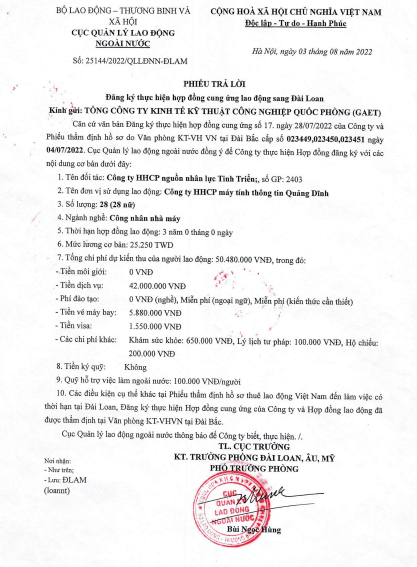 BỘ LAO ĐỘNG – THƯƠNG BINH VÀ
XÃ HỘI
CỤC QUẢN LÝ LAO ĐỘNG
NGOÀI NƯỚC
Số: 25144/2022/QLLĐNN-ĐLAM
CỘNG HOÀ XÃ HỘI CHỦ NGHĨA VIỆT NAM
Độc lập - Tự do - Hạnh Phúc
Hà Nội, ngày 03 tháng 08 năm 2022
PHIẾU TRẢ LỜI
Đăng ký thực hiện hợp đồng cung ứng lao động sang Đài Loan
Kính gửi: TỔNG CÔNG TY KINH TẾ KỸ THUẬT CÔNG NGHIỆP QUỐC PHÒNG (GAET)
Căn cứ văn bản Đăng ký thực hiện hợp đồng cung ứng lao động số 17. ngày 28/07/2022 của Công ty và
Phiếu thẩm định hồ sơ do Văn phòng KT-VH VN tại Đài Bắc cấp số 023449,023450,023451 ngày
04/07/2022. Cục Quản lý lao động ngoài nước đồng ý để Công ty thực hiện Hợp đồng đăng ký với các
nội dung cơ bản dưới đây:
1. Tên đối tác: Công ty HHCP nguồn nhân lực Tinh Triển;, số GP: 2403
2. Tên đơn vị sử dụng lao động: Công ty HHCP máy tính thông tin Quảng Dĩnh
3. Số lượng: 28 (28 nữ)
4. Ngành nghề: Công nhân nhà máy
5. Thời hạn hợp đồng lao động: 3 năm 0 tháng 0 ngày
6. Mức lương cơ bản: 25.250 TWD
7. Tổng chi phí dự kiến thu của người lao động: 50.480.000 VNĐ, trong đó:
- Tiền môi giới: 0 VNĐ
- Tiền dịch vụ: 42.000.000 VNĐ
- Phí đào tạo: 0 VNĐ (nghề), Miễn phí (ngoại ngữ), Miễn phí (kiến thức cần thiết)
- Tiền vé máy bay: 5.880.000 VNĐ
- Tiền visa: 1.550.000 VNĐ
- Các chi phí khác: Khám sức khỏe: 650.000 VNĐ, Lý lịch tư pháp: 100.000 VNĐ, Hộ chiếu:
200.000 VNĐ
8. Tiền ký quỹ: Không
9. Quỹ hỗ trợ việc làm ngoài nước: 100.000 VNĐ/người
10. Các điều kiện cụ thể khác tại Phiếu thẩm định hồ sơ thuê lao động Việt Nam đến làm việc có
thời hạn tại Đài Loan, Đăng ký thực hiện Hợp đồng cung ứng của Công ty và Hợp đồng lao động đã
được thẩm định tại Văn phòng KT-VHVN tại Đài Bắc.
Cục Quản lý lao động ngoài nước thông báo để Công ty biết, thực hiện. /.
TL. CỤC TRƯỞNG
KT. TRƯỞNG PHÒNG ĐÀI LOAN, ÂU, MỸ
PHÓ TRƯỞNG PHÒNG
Nơi nhận:
- Như trên;
- Lưu: ĐLAM
(loannt)
CỤC
QUẢN LÝ
LAO ĐỘNG
NGOÀI NƯỚC
Bùi Ngọc Hùng